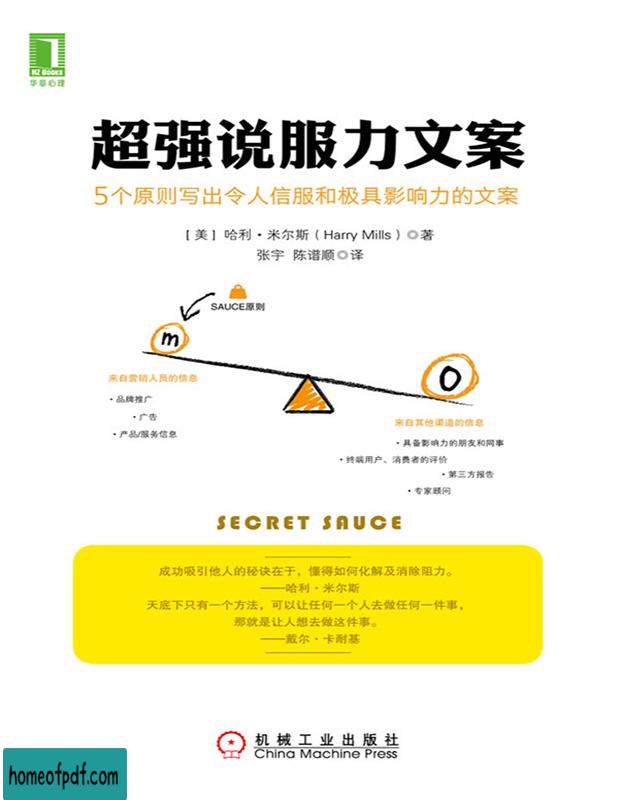 HZ Books
华章心理
超强说服力文案
5个原则写出令人信服和极具影响力的文案
[美] 哈利·米尔斯（Harry Mills）◎著
张宇 陈谱顺◎译
SAUCE原则
m
O
来自营销人员的信息
·品牌推广
·广告
·产品/服务信息
来自其他渠道的信息
·具备影响力的朋友和同事
·终端用户、消费者的评价
·第三方报告
·专家顾问
SECRET SAUCE
成功吸引他人的秘诀在于，懂得如何化解及消除阻力。
——哈利·米尔斯
天底下只有一个方法，可以让任何一个人去做任何一件事，
那就是让人想去做这件事。
——戴尔·卡耐基
机械工业出版社
China Machine Press
homeofpdf.com